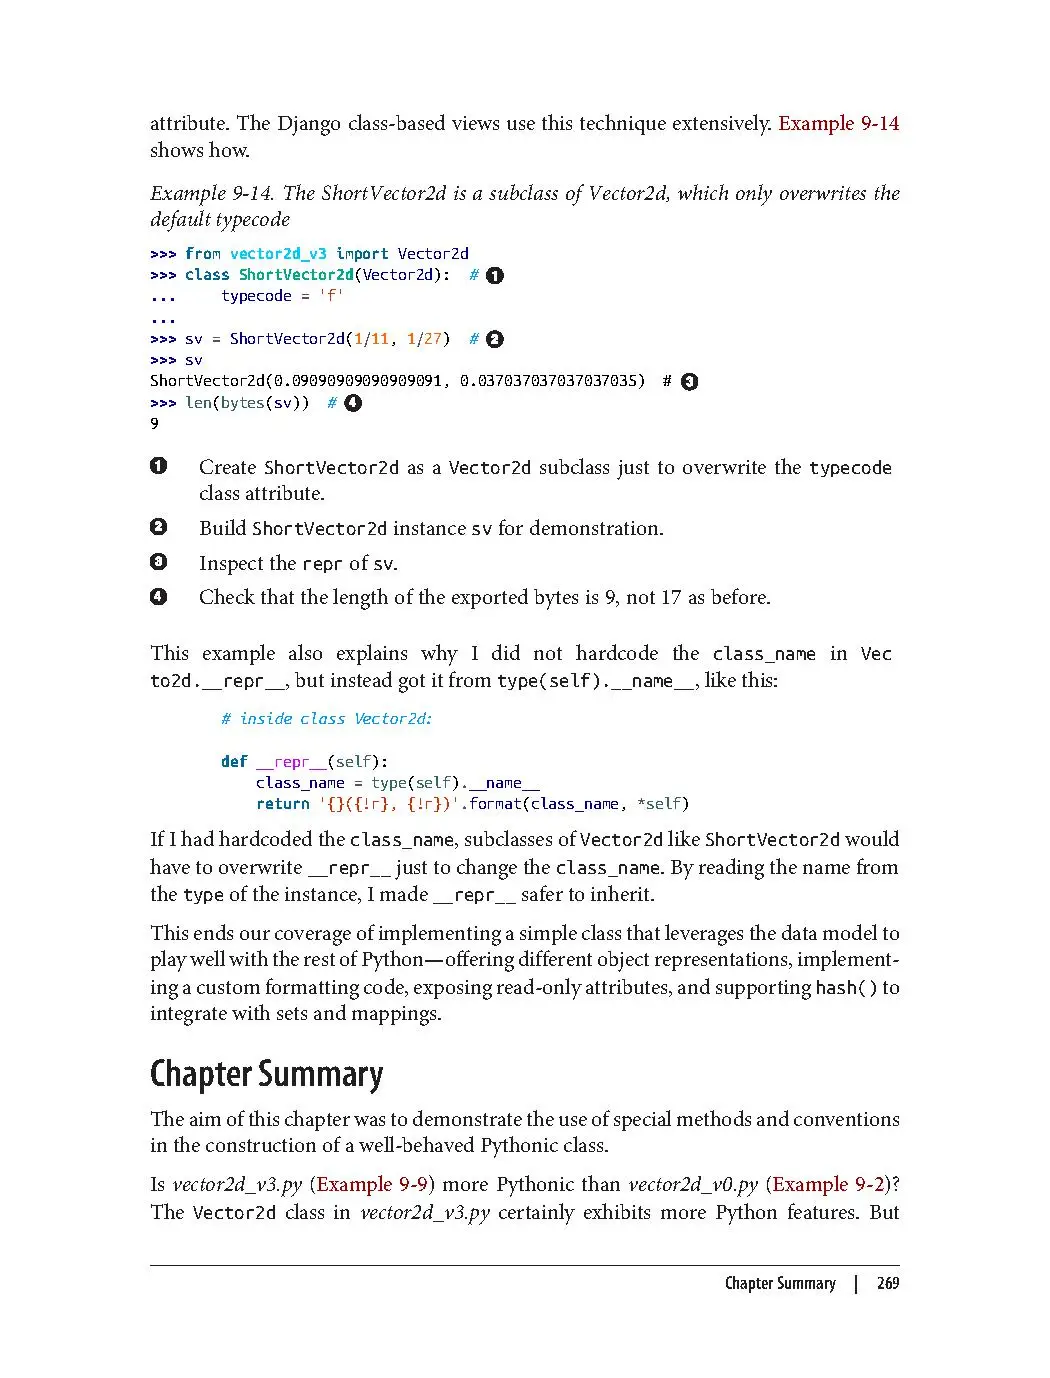 attribute. The Django class-based views use this technique extensively. Example 9-14
shows how.
Example 9-14. The ShortVector2d is a subclass of Vector2d, which only overwrites the
default typecode
>>> from vector2d_v3 import Vector2d
>>> class ShortVector2d(Vector2d):  # ❶
...     typecode = 'f'
...
>>> sv = ShortVector2d(1/11, 1/27)  # ❷
>>> sv
ShortVector2d(0.09090909090909091, 0.037037037037037035)  # ❸
>>> len(bytes(sv))  # ❹
9
❶ Create ShortVector2d as a Vector2d subclass just to overwrite the typecode
class attribute.
❷ Build ShortVector2d instance sv for demonstration.
❸ Inspect the repr of sv.
❹ Check that the length of the exported bytes is 9, not 17 as before.
This example also explains why I did not hardcode the class_name in Vec
to2d.__repr__, but instead got it from type(self).__name__, like this:
# inside class Vector2d:
def __repr__(self):
    class_name = type(self).__name__
    return '{}({!r}, {!r})'.format(class_name, *self)
If I had hardcoded the class_name, subclasses of Vector2d like ShortVector2d would
have to overwrite __repr__ just to change the class_name. By reading the name from
the type of the instance, I made __repr__ safer to inherit.
This ends our coverage of implementing a simple class that leverages the data model to
play well with the rest of Python—offering different object representations, implement-
ing a custom formatting code, exposing read-only attributes, and supporting hash() to
integrate with sets and mappings.
Chapter Summary
The aim of this chapter was to demonstrate the use of special methods and conventions
in the construction of a well-behaved Pythonic class.
Is vector2d_v3.py (Example 9-9) more Pythonic than vector2d_v0.py (Example 9-2)?
The Vector2d class in vector2d_v3.py certainly exhibits more Python features. But
Chapter Summary | 269